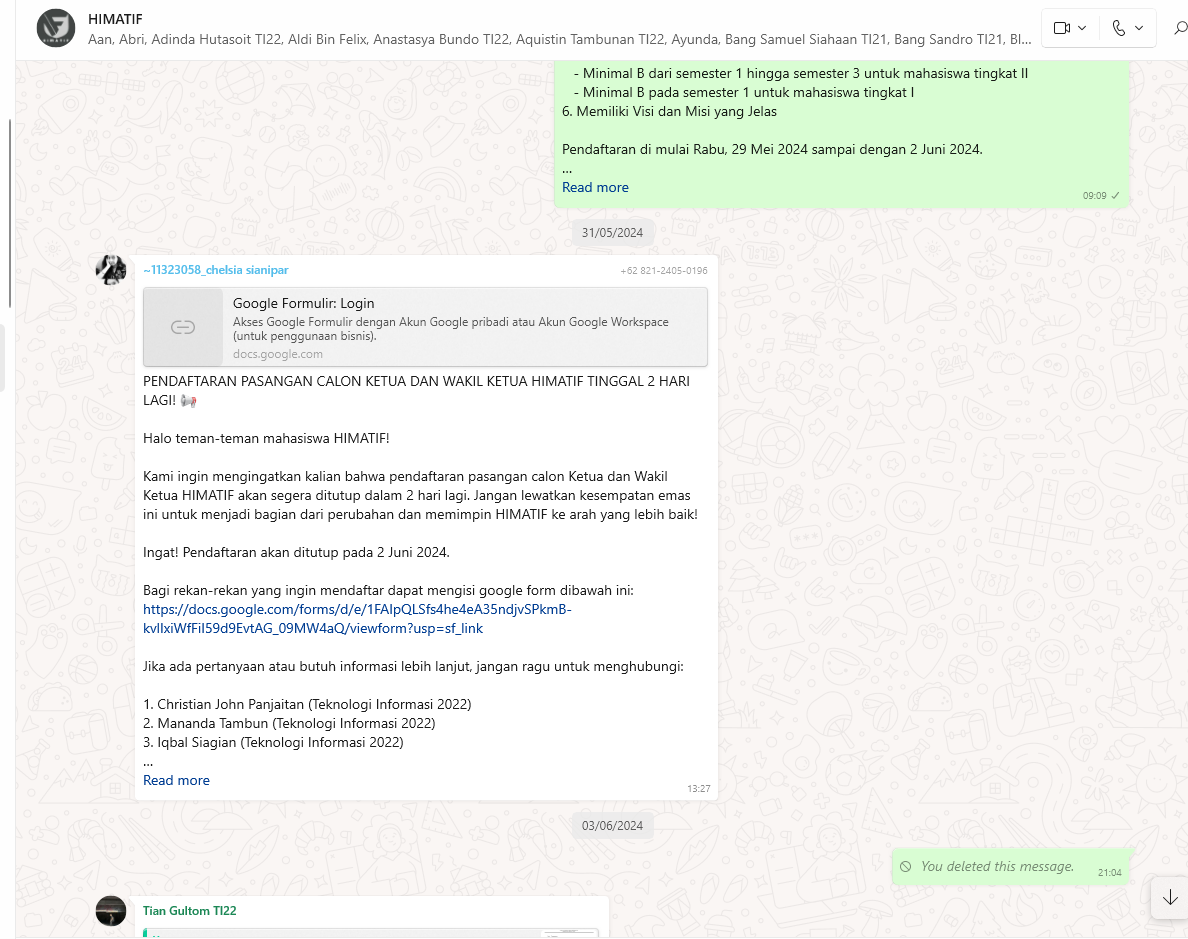 HIMATIF
Aan, Abri, Adinda Hutasoit TI22, Aldi Bin Felix, Anastasya Bundo TI22, Aquistin Tambunan TI22, Ayunda, Bang Samuel Siahaan TI21, Bang Sandro TI21, Bl...
- Minimal B dari semester 1 hingga semester 3 untuk mahasiswa tingkat II
- Minimal B pada semester 1 untuk mahasiswa tingkat I
6. Memiliki Visi dan Misi yang Jelas
Pendaftaran di mulai Rabu, 29 Mei 2024 sampai dengan 2 Juni 2024.
...
Read more
09:09
31/05/2024
~11323058_chelsia sianipar
+62 821-2405-0196
Google Formulir: Login
Akses Google Formulir dengan Akun Google pribadi atau Akun Google Workspace
(untuk penggunaan bisnis).
docs.google.com
PENDAFTARAN PASANGAN CALON KETUA DAN WAKIL KETUA HIMATIF TINGGAL 2 HARI
LAGI!
Halo teman-teman mahasiswa HIMATIF!
Kami ingin mengingatkan kalian bahwa pendaftaran pasangan calon Ketua dan Wakil
Ketua HIMATIF akan segera ditutup dalam 2 hari lagi. Jangan lewatkan kesempatan emas
ini untuk menjadi bagian dari perubahan dan memimpin HIMATIF ke arah yang lebih baik!
Ingat! Pendaftaran akan ditutup pada 2 Juni 2024.
Bagi rekan-rekan yang ingin mendaftar dapat mengisi google form dibawah ini:
https://docs.google.com/forms/d/e/1FAIpQLSfs4he4eA35ndjvSPkmB-
kvlIxiWfFiI59d9EvtAG_09MW4aQ/viewform?usp=sf_link
Jika ada pertanyaan atau butuh informasi lebih lanjut, jangan ragu untuk menghubungi:
1. Christian John Panjaitan (Teknologi Informasi 2022)
2. Mananda Tambun (Teknologi Informasi 2022)
3. Iqbal Siagian (Teknologi Informasi 2022)
...
Read more
13:27
03/06/2024
You deleted this message.
21:04
Tian Gultom TI22